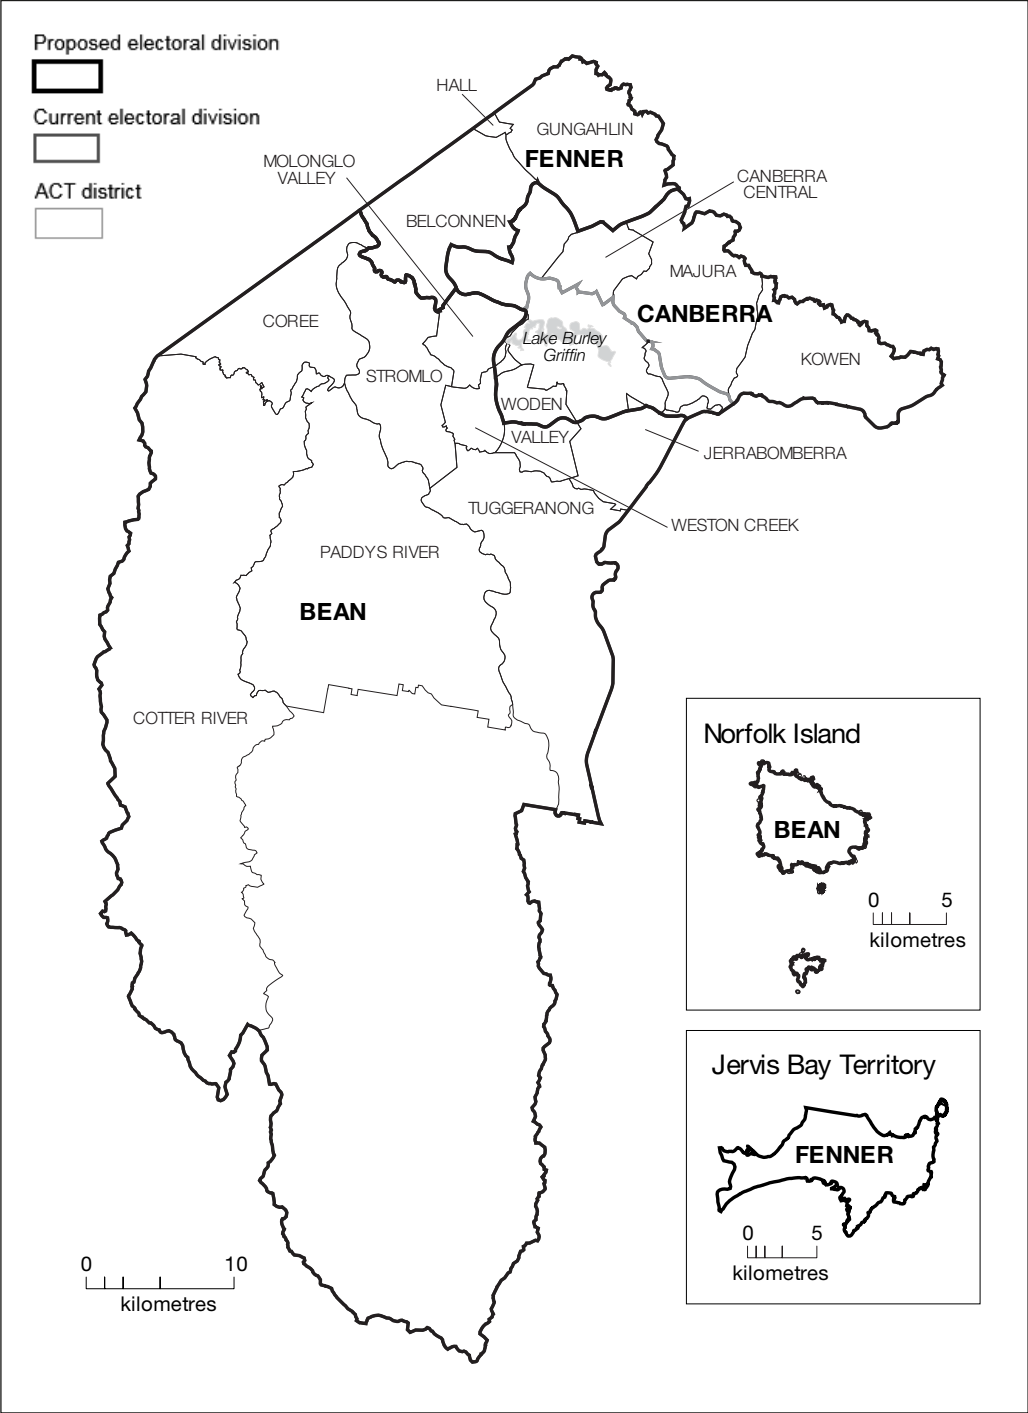 Proposed electoral division
Current electoral division
ACT district
HALL
GUNGAHLIN
FENNER
MOLONGLO
VALLEY
CANBERRA
CENTRAL
BELCONNEN
MAJURA
CANBERRA
COREE
Lake Burley
Griffin
KOWEN
STROMLO
WODEN
VALLEY
JERRABOMBERRA
TUGGERANONG
WESTON CREEK
PADDYS RIVER
BEAN
COTTER RIVER
Norfolk Island
BEAN
0 5
kilometres
Jervis Bay Territory
FENNER
0 5
kilometres
0 10
kilometres